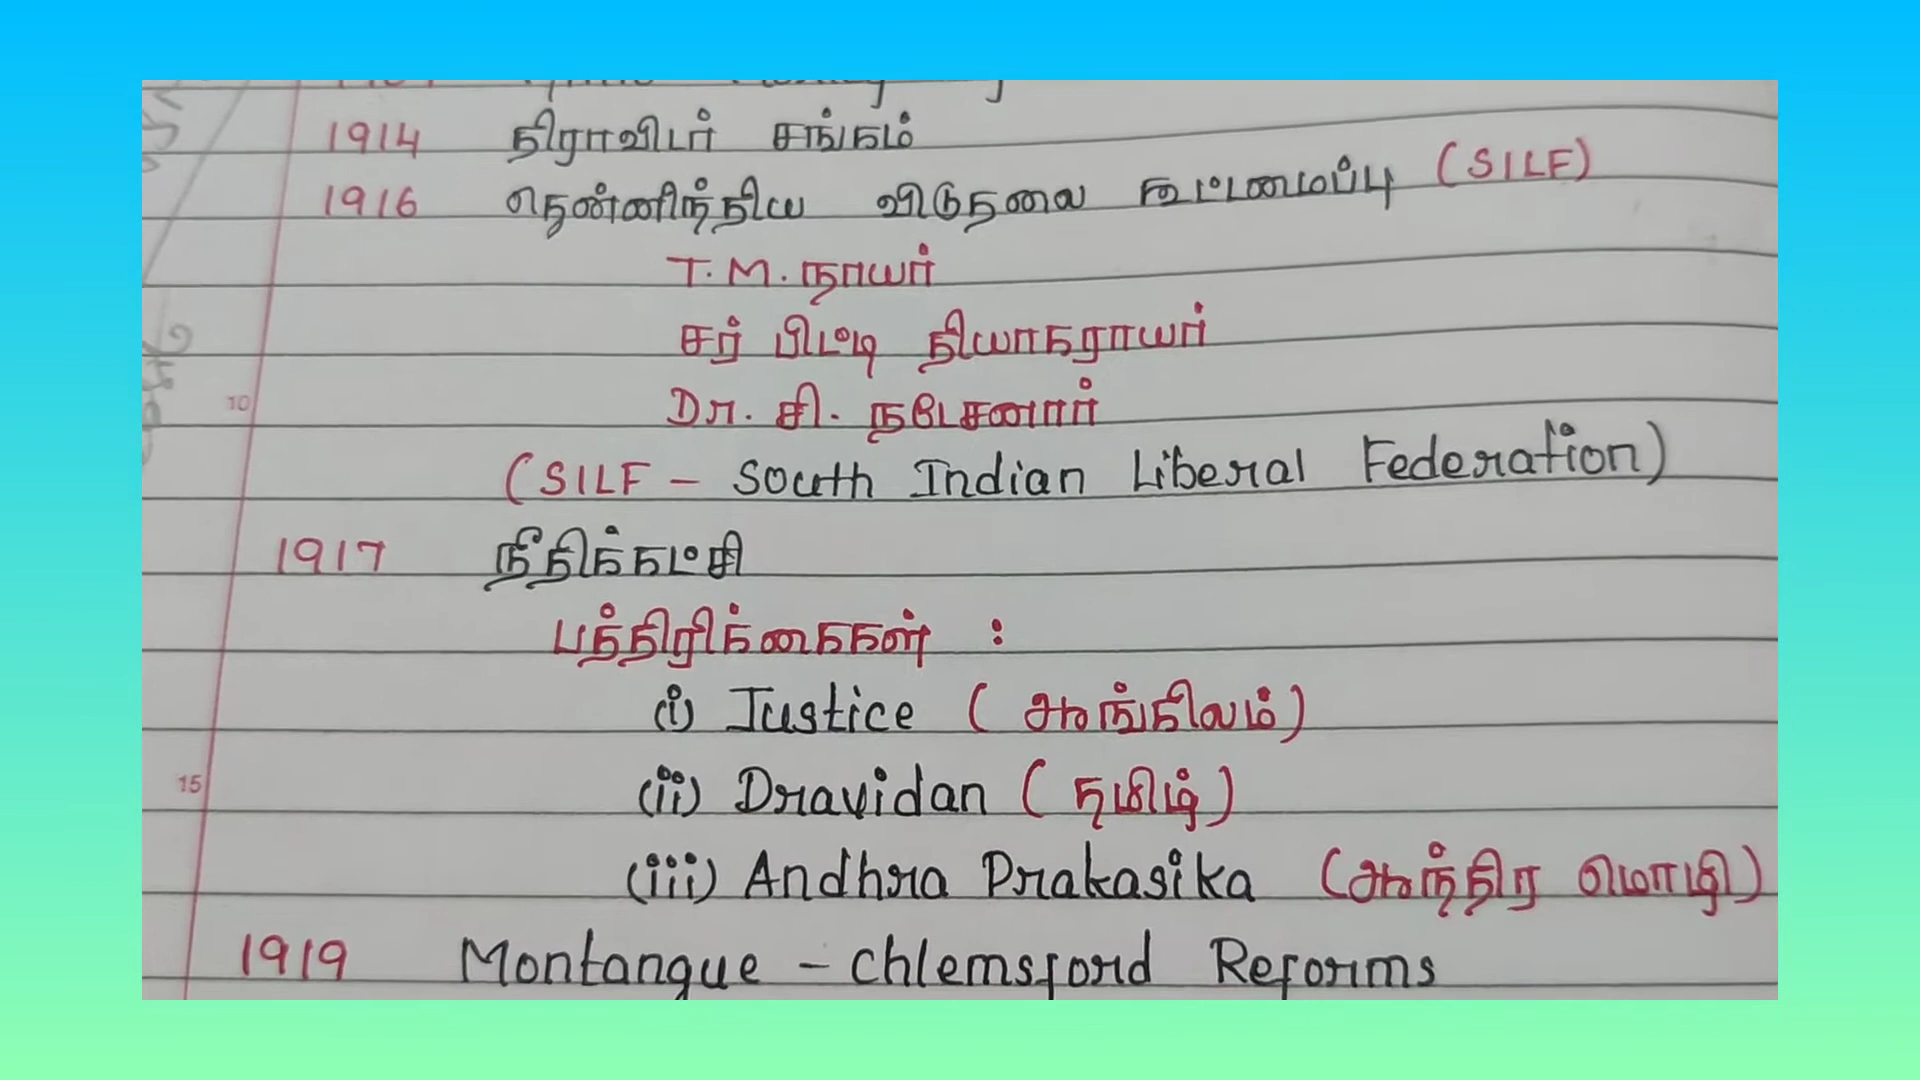 1914 திராவிடர் சங்கம்
1916 தென்னிந்திய விடுதலை கூட்டமைப்பு (SILF)
T. M. நாயர்
சர் பிட்டி தியாகராயர்
Dr. சி. நடேசனார்
(SILF - South Indian Liberal Federation)
10
1917 நீதிக்கட்சி
பத்திரிக்கைகள் :
(i) Justice (ஆங்கிலம்)
15 (ii) Dravidan (தமிழ்)
(iii) Andhra Prakasika (ஆந்திர மொழி)
1919 Montangue - Chlemsford Reforms